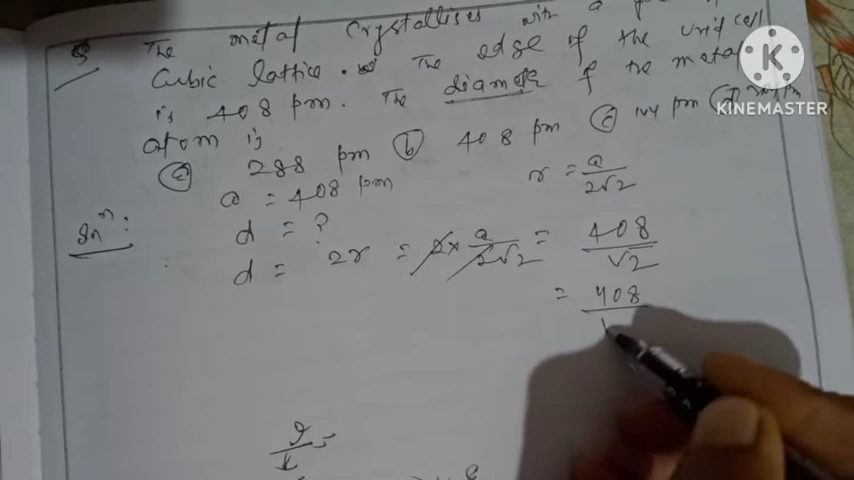 The metal Crystallises with a
Cubic lattice. The edge of the unit cell
is 408 pm. The diameter of the metal
atom is
(a) 288 pm (b) 408 pm (c) 144 pm (d)
Soln:
a = 408 pm
r = a/2√2
d = ?
d = 2r = 2× a/2√2 = 408/√2
= 408/
K
KINEMASTER